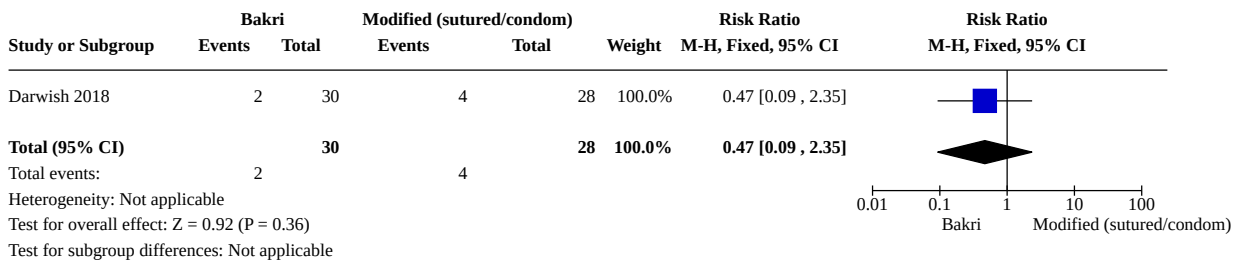 Bakri Modified (sutured/condom) Risk Ratio Risk Ratio
Study or Subgroup Events Total Events Total Weight M-H, Fixed, 95% CI M-H, Fixed, 95% CI
Darwish 2018 2 30 4 28 100.0% 0.47 [0.09 , 2.35]
Total (95% CI) 30 28 100.0% 0.47 [0.09 , 2.35]
Total events: 2 4
Heterogeneity: Not applicable
0.01 0.1 1 10 100
Test for overall effect: Z = 0.92 (P = 0.36)
Bakri Modified (sutured/condom)
Test for subgroup differences: Not applicable